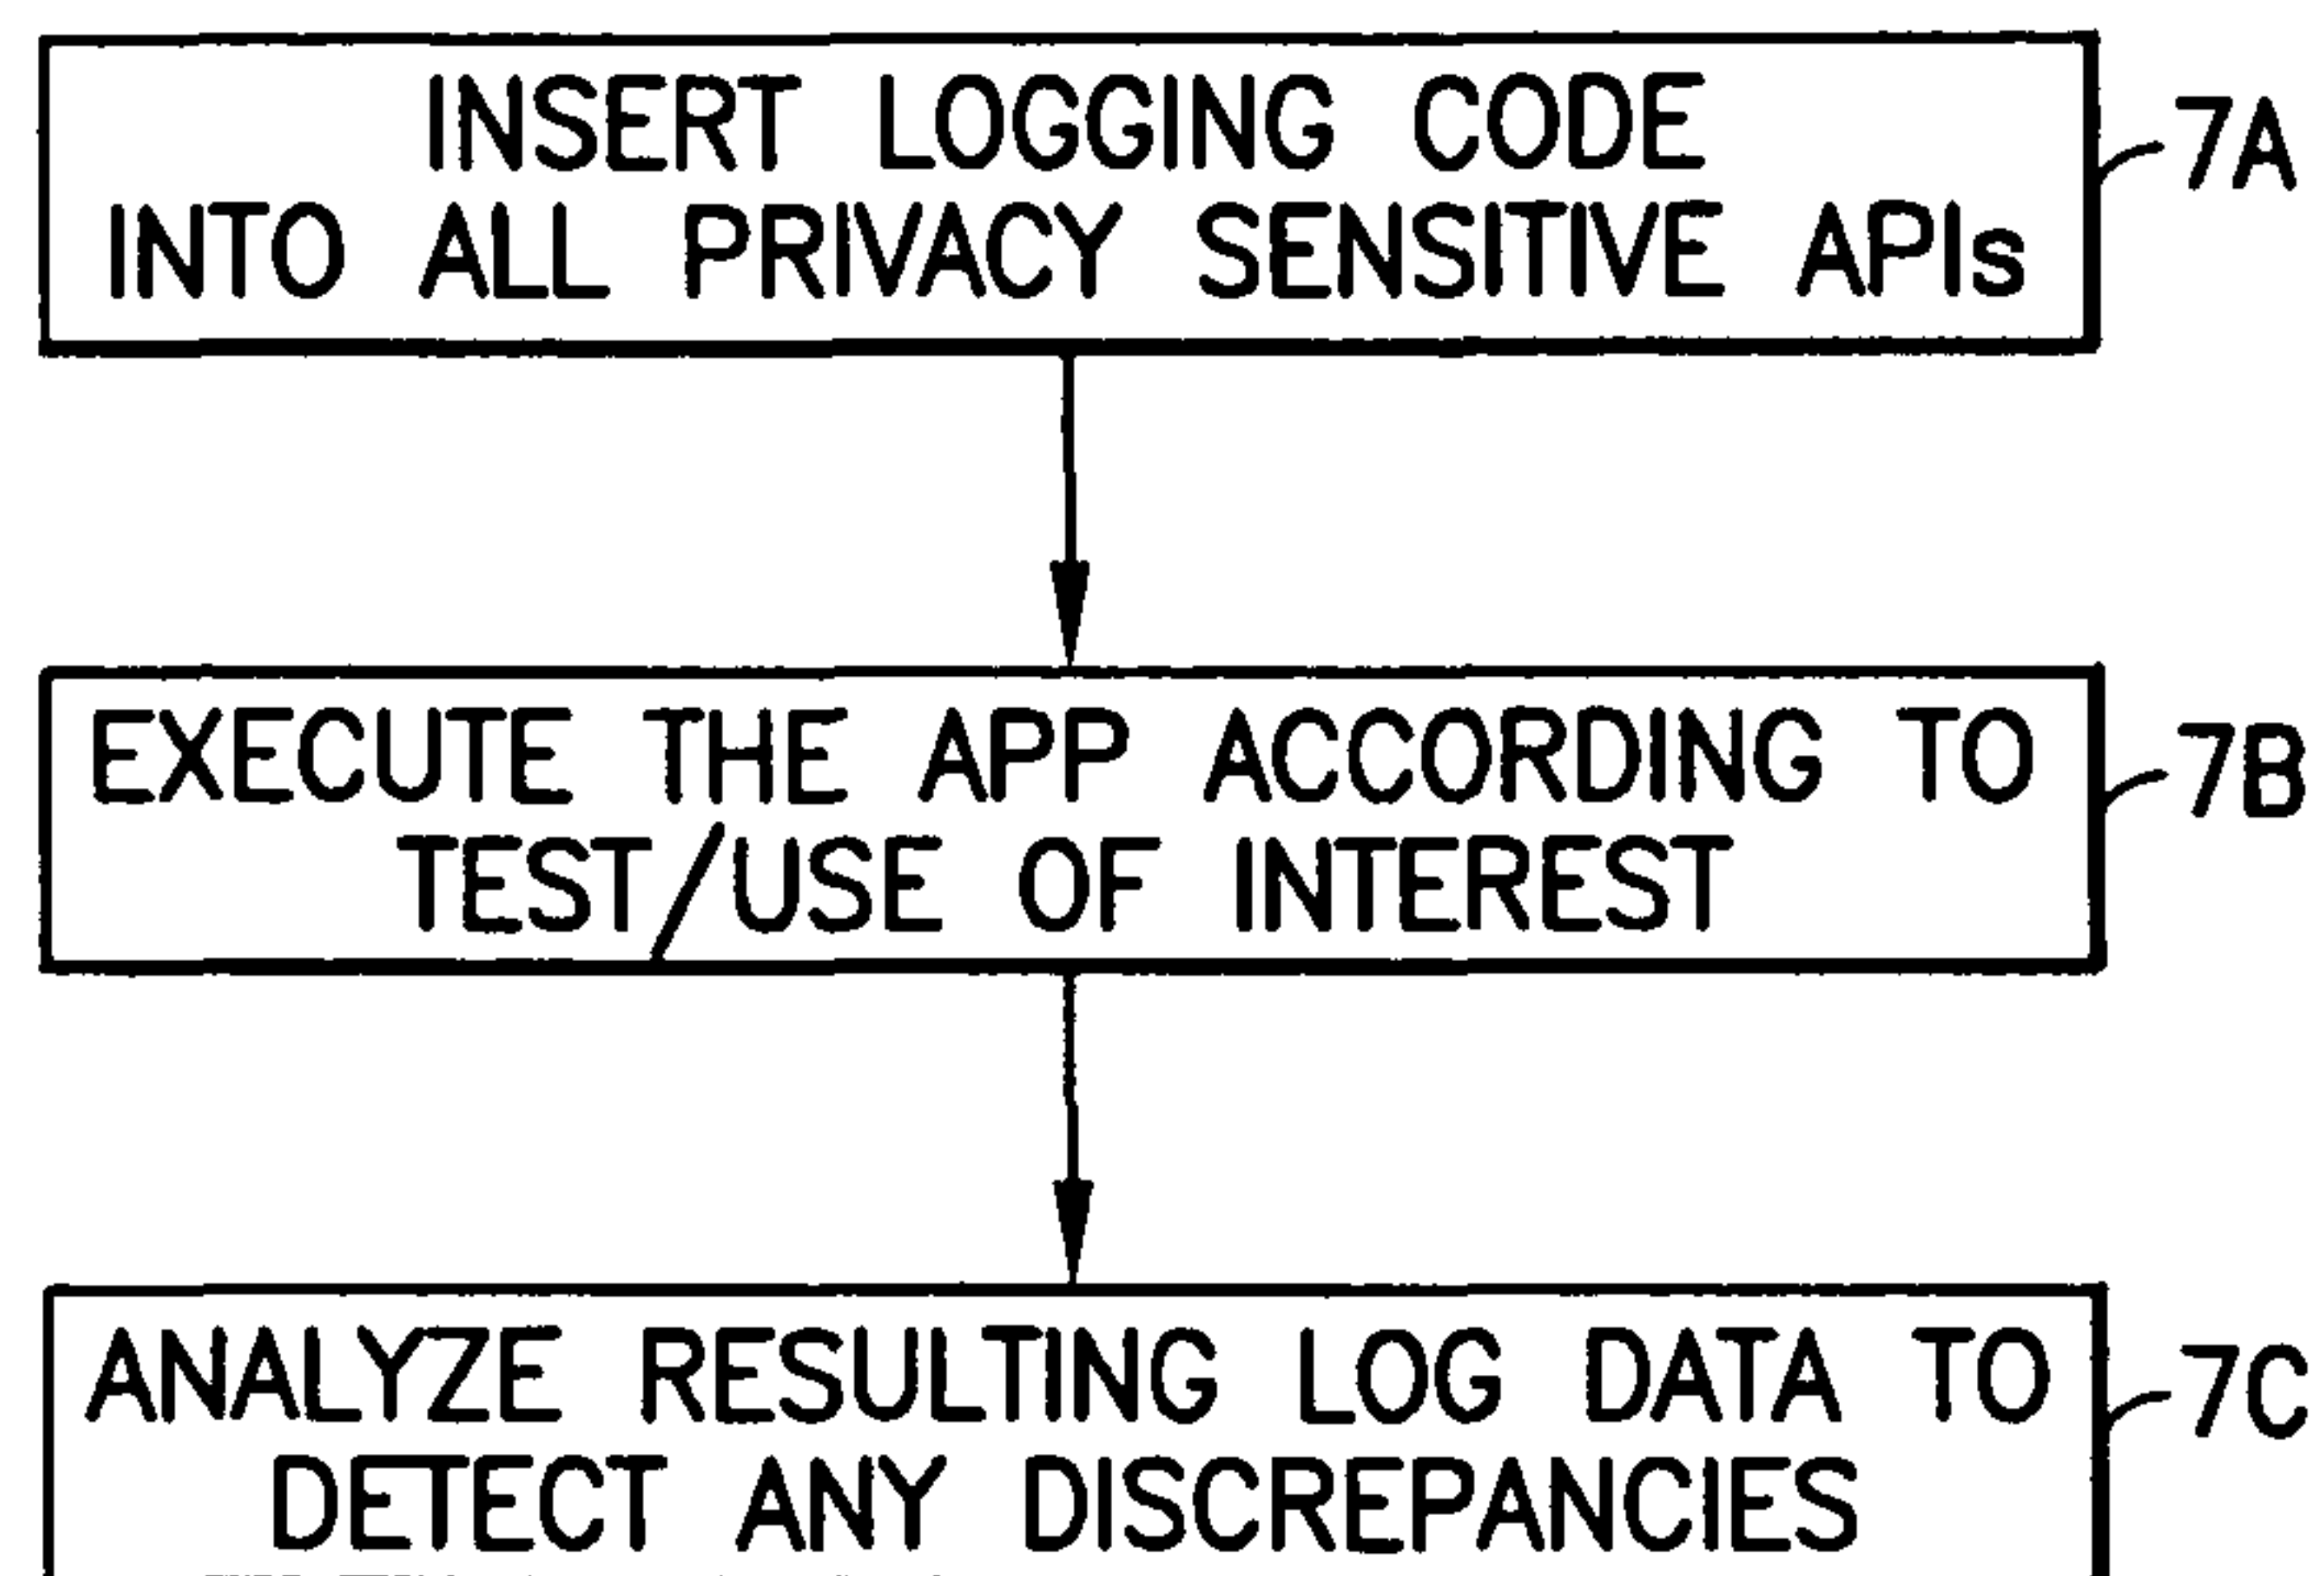 INSERT LOGGING CODE
INTO ALL PRIVACY SENSITIVE APIs
7A
EXECUTE THE APP ACCORDING TO
TEST/USE OF INTEREST
7B
ANALYZE RESULTING LOG DATA TO
DETECT ANY DISCREPANCIES
7C